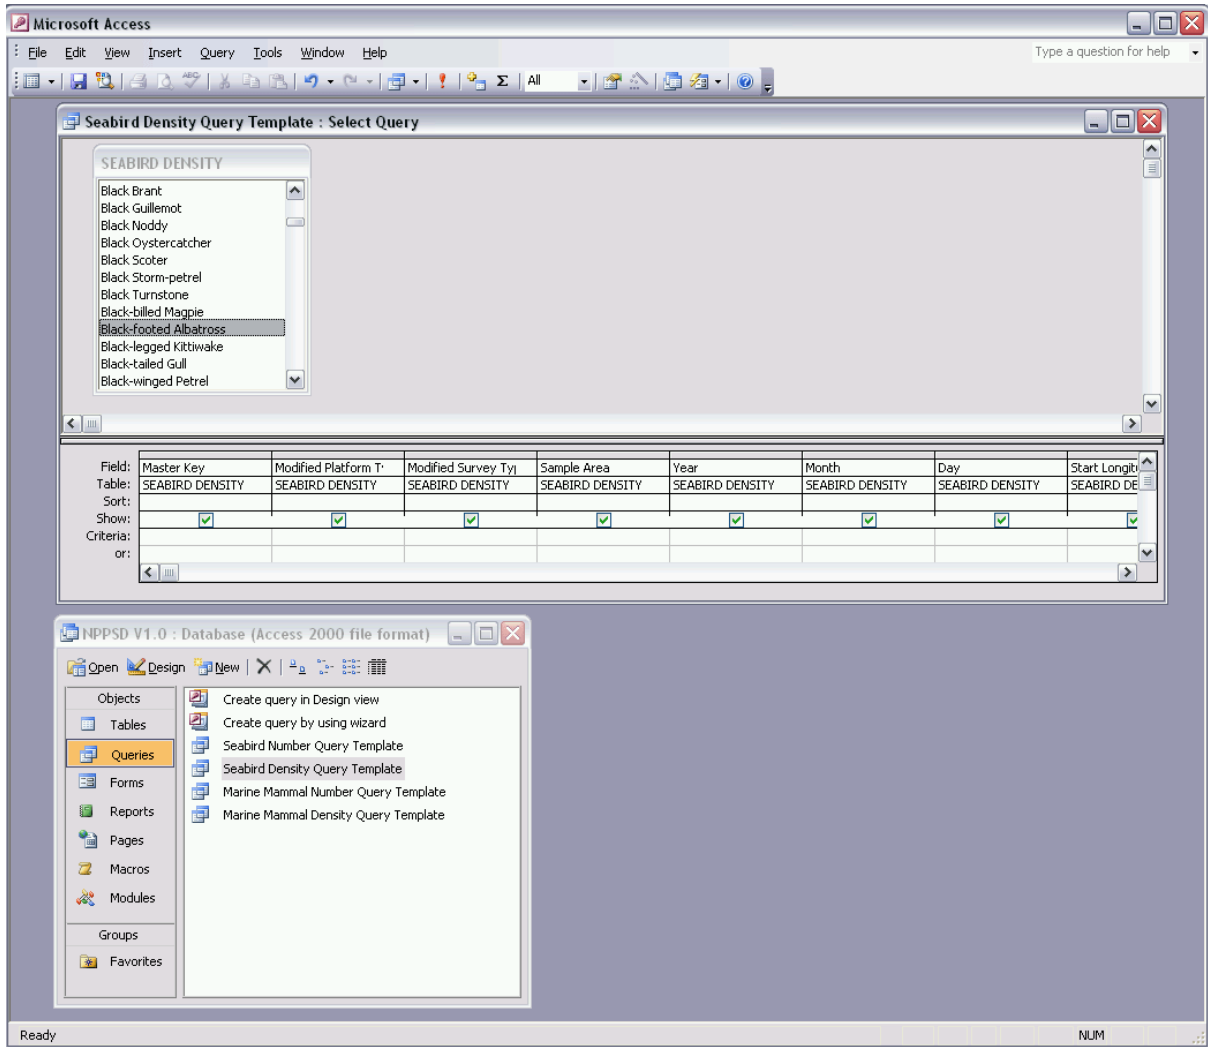 Microsoft Access
File Edit View Insert Query Tools Window Help Type a question for help
ABC Σ All
Seabird Density Query Template : Select Query
SEABIRD DENSITY
Black Brant
Black Guillemot
Black Noddy
Black Oystercatcher
Black Scoter
Black Storm-petrel
Black Turnstone
Black-billed Magpie
Black-footed Albatross
Black-legged Kittiwake
Black-tailed Gull
Black-winged Petrel
Field: Master Key Modified Platform T Modified Survey Typ Sample Area Year Month Day Start Longit
Table: SEABIRD DENSITY SEABIRD DENSITY SEABIRD DENSITY SEABIRD DENSITY SEABIRD DENSITY SEABIRD DENSITY SEABIRD DENSITY SEABIRD DE
Sort:
Show:
Criteria:
or:
NPPSD V1.0 : Database (Access 2000 file format)
Open Design New
Objects
Tables
Queries
Forms
Reports
Pages
Macros
Modules
Groups
Favorites
Create query in Design view
Create query by using wizard
Seabird Number Query Template
Seabird Density Query Template
Marine Mammal Number Query Template
Marine Mammal Density Query Template
Ready NUM